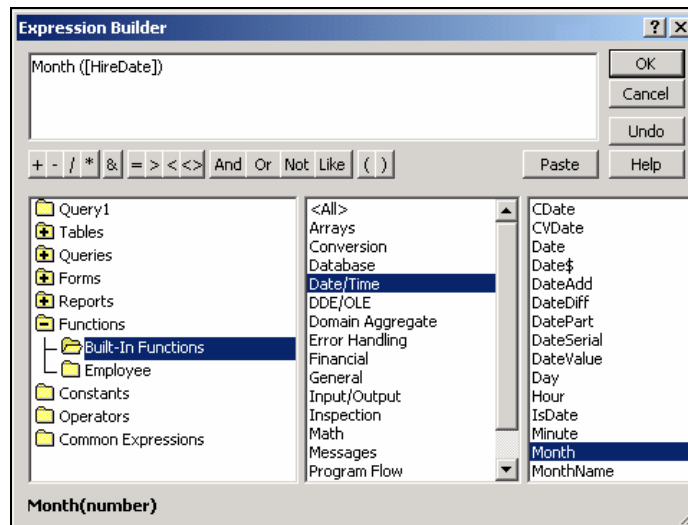 Expression Builder
Month ([HireDate])
OK
Cancel
Undo
+ - / * & = > < <> And Or Not Like ( )
Paste
Help
Query1
Tables
Queries
Forms
Reports
Functions
Built-In Functions
Employee
Constants
Operators
Common Expressions
<All>
Arrays
Conversion
Database
Date/Time
DDE/OLE
Domain Aggregate
Error Handling
Financial
General
Input/Output
Inspection
Math
Messages
Program Flow
CDate
CVDate
Date
Date$
DateAdd
DateDiff
DatePart
DateSerial
DateValue
Day
Hour
IsDate
Minute
Month
MonthName
Month(number)